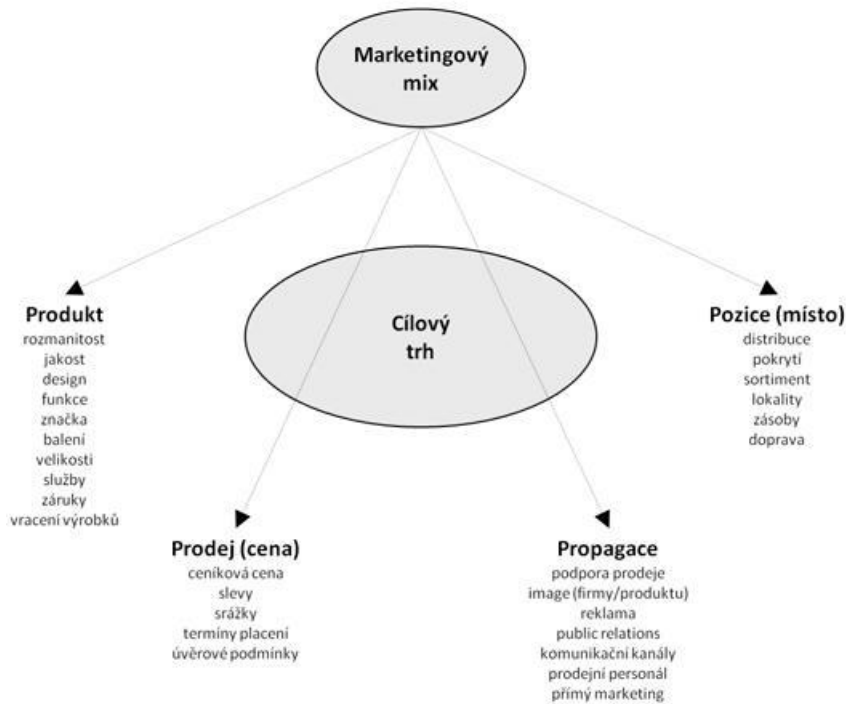 Marketingový
mix
Cílový
trh
Produkt
rozmanitost
jakost
design
funkce
značka
balení
velikosti
služby
záruky
vracení výrobků
Prodej (cena)
ceníková cena
slevy
srážky
termíny placení
úvěrové podmínky
Propagace
podpora prodeje
image (firmy/produktu)
reklama
public relations
komunikační kanály
prodejní personál
přímý marketing
Pozice (místo)
distribuce
pokrytí
sortiment
lokality
zásoby
doprava